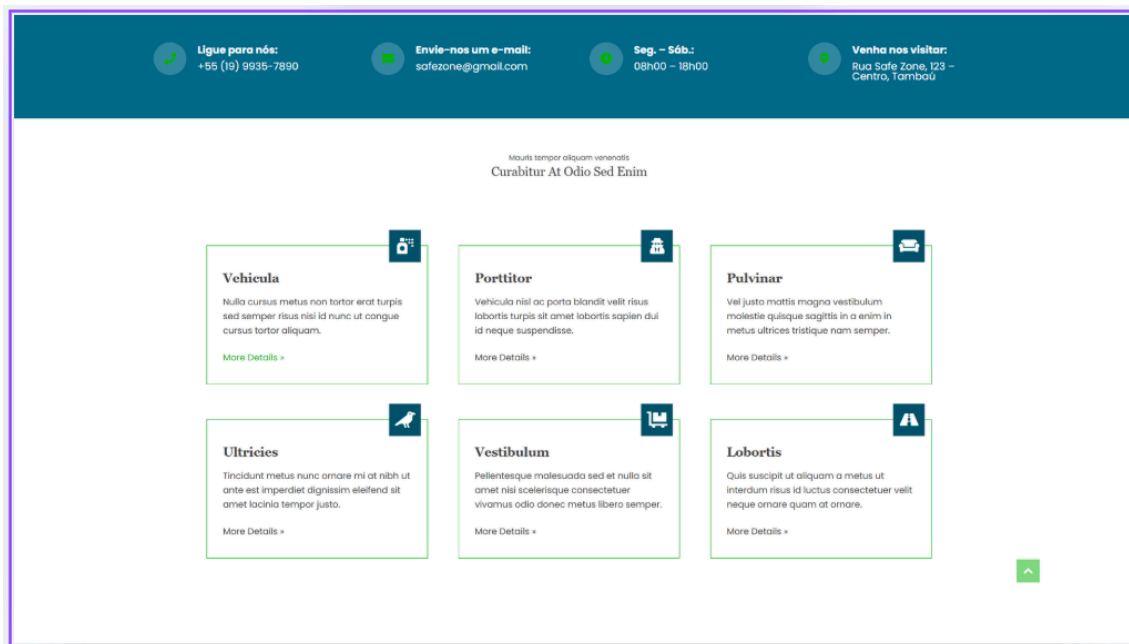 Ligue para nós:
+55 (19) 9935-7890
Envie-nos um e-mail:
safezone@gmail.com
Seg. – Sáb.:
08h00 – 18h00
Venha nos visitar:
Rua Safe Zone, 123 –
Centro, Tambaú
Mauris tempor aliquam venenatis
Curabitur At Odio Sed Enim
Vehicula
Nulla cursus metus non tortor erat turpis
sed semper risus nisi id nunc ut congue
cursus tortor aliquam.
More Details »
Porttitor
Vehicula nisl ac porta blandit velit risus
lobortis turpis sit amet lobortis sapien dui
id neque suspendisse.
More Details »
Pulvinar
Vel justo mattis magna vestibulum
molestie quisque sagittis in a enim in
metus ultrices tristique nam semper.
More Details »
Ultricies
Tincidunt metus nunc ornare mi at nibh ut
ante est imperdiet dignissim eleifend sit
amet lacinia tempor justo.
More Details »
Vestibulum
Pellentesque malesuada sed et nulla sit
amet nisi scelerisque consectetuer
vivamus odio donec metus libero semper.
More Details »
Lobortis
Quis suscipit ut aliquam a metus ut
interdum risus id luctus consectetuer velit
neque ornare quam at ornare.
More Details »